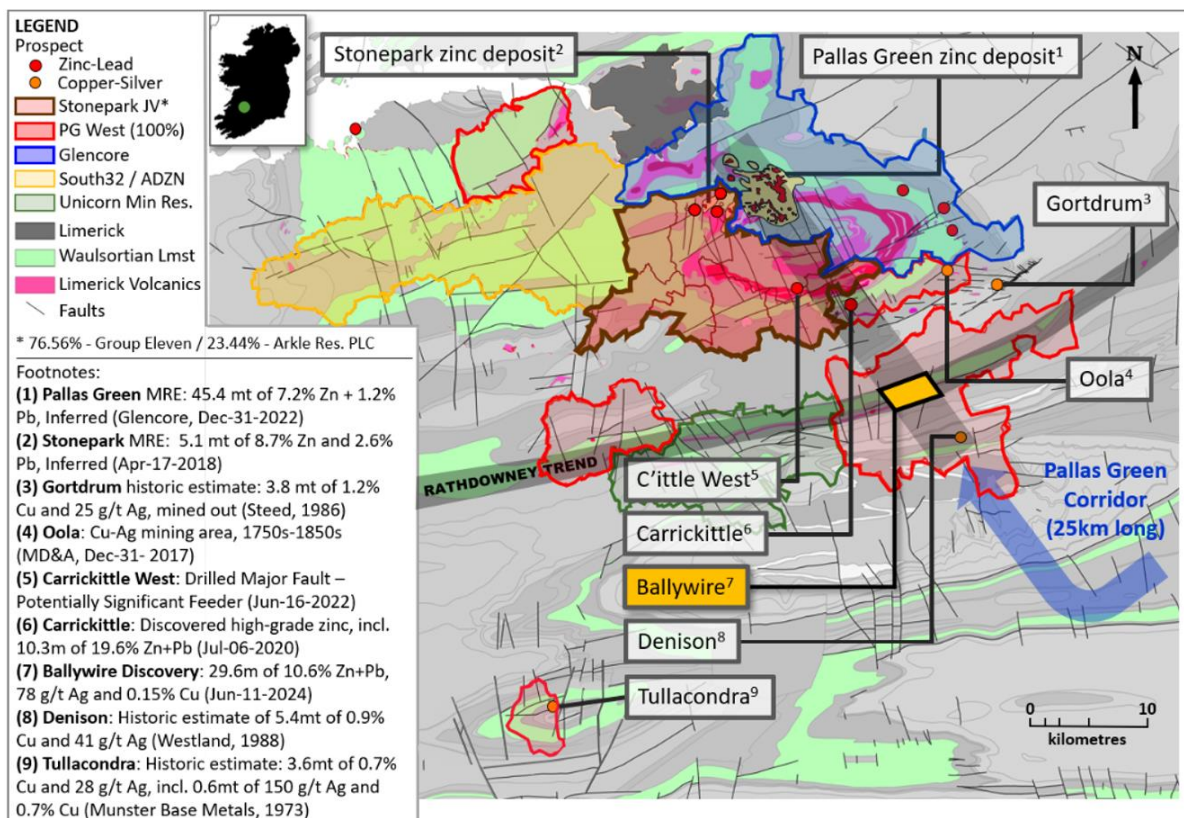 LEGEND
Prospect
Zinc-Lead
Copper-Silver
Stonepark JV*
PG West (100%)
Glencore
South32 / ADZN
Unicorn Min Res.
Limerick
Waulsortian Lmst
Limerick Volcanics
Faults
* 76.56% - Group Eleven / 23.44% - Arkle Res. PLC
Footnotes:
(1) Pallas Green MRE: 45.4 mt of 7.2% Zn + 1.2%
Pb, Inferred (Glencore, Dec-31-2022)
(2) Stonepark MRE: 5.1 mt of 8.7% Zn and 2.6%
Pb, Inferred (Apr-17-2018)
(3) Gortdrum historic estimate: 3.8 mt of 1.2%
Cu and 25 g/t Ag, mined out (Steed, 1986)
(4) Oola: Cu-Ag mining area, 1750s-1850s
(MD&A, Dec-31- 2017)
(5) Carrickittle West: Drilled Major Fault –
Potentially Significant Feeder (Jun-16-2022)
(6) Carrickittle: Discovered high-grade zinc, incl.
10.3m of 19.6% Zn+Pb (Jul-06-2020)
(7) Ballywire Discovery: 29.6m of 10.6% Zn+Pb,
78 g/t Ag and 0.15% Cu (Jun-11-2024)
(8) Denison: Historic estimate of 5.4mt of 0.9%
Cu and 41 g/t Ag (Westland, 1988)
(9) Tullacondra: Historic estimate: 3.6mt of 0.7%
Cu and 28 g/t Ag, incl. 0.6mt of 150 g/t Ag and
0.7% Cu (Munster Base Metals, 1973)
Stonepark zinc deposit2
Pallas Green zinc deposit1
N
Gortdrum3
Oola4
RATHDOWNEY TREND
C'ittle West5
Carrickittle6
Ballywire7
Denison8
Tullacondra9
Pallas Green
Corridor
(25km long)
0 10
kilometres